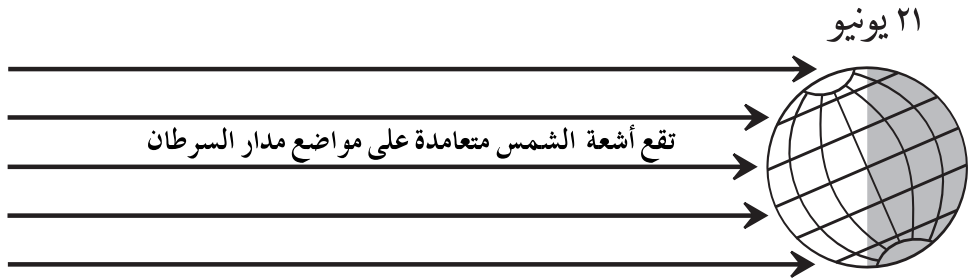 ٢١ يونيو
تقع أشعة الشمس متعامدة على مواضع مدار السرطان